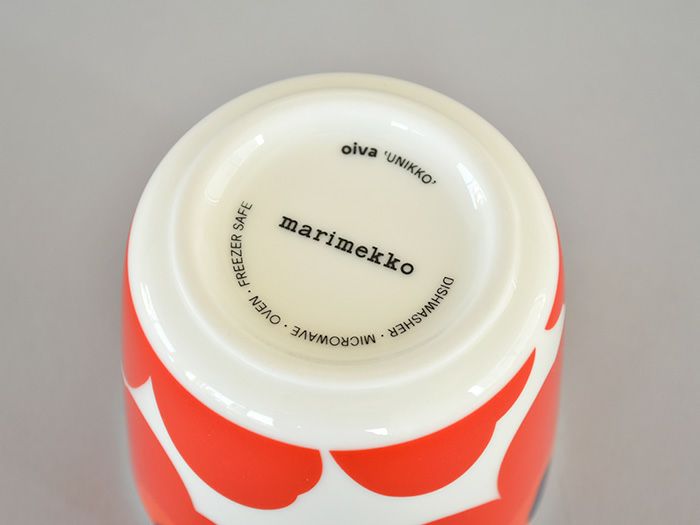 oiva 'UNIKKO'
marimekko
DISHWASHER · MICROWAVE · OVEN · FREEZER SAFE